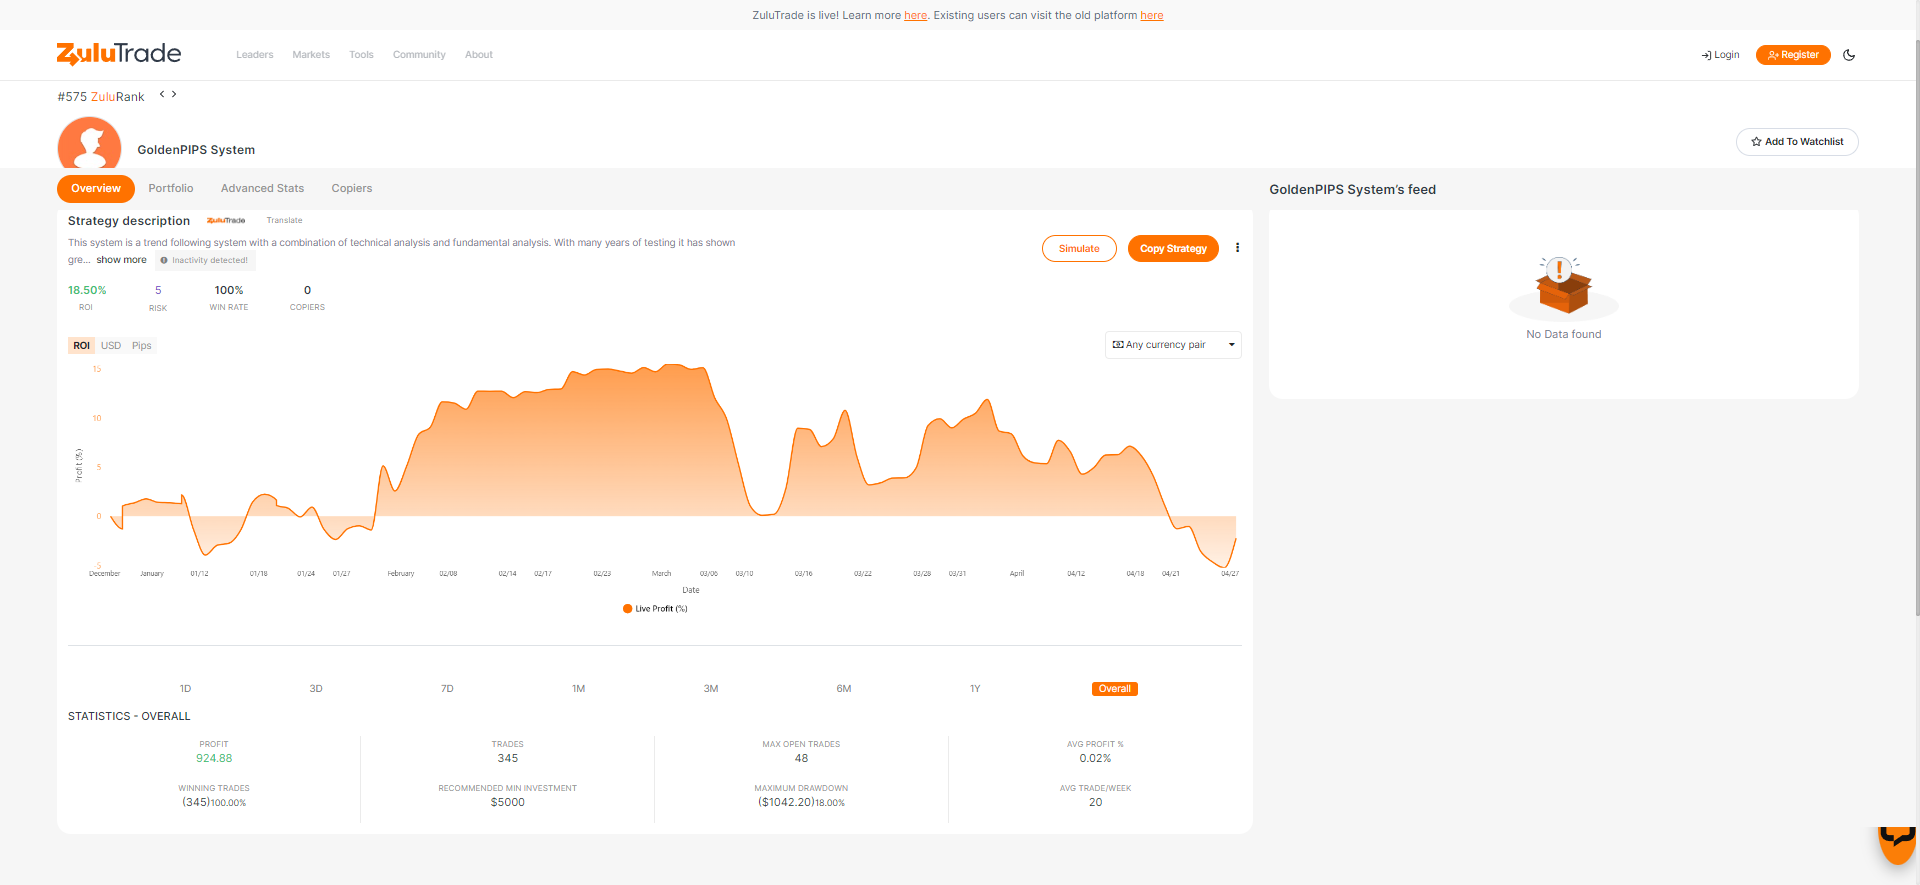 ZuluTrade is live! Learn more here. Existing users can visit the old platform here
ZuluTrade
Leaders Markets Tools Community About
Login Register
#575 ZuluRank < >
GoldenPIPS System
Add To Watchlist
Overview Portfolio Advanced Stats Copiers
GoldenPIPS System's feed
Strategy description ZuluTrade Translate
This system is a trend following system with a combination of technical analysis and fundamental analysis. With many years of testing it has shown
gre... show more Inactivity detected!
Simulate Copy Strategy
No Data found
18.50% 5 100% 0
ROI RISK WIN RATE COPIERS
ROI USD Pips
Any currency pair
15
10
5
0
-5
Profit (%)
December January 01/12 01/18 01/24 01/27 February 02/08 02/14 02/17 02/23 March 03/06 03/10 03/16 03/22 03/28 03/31 April 04/12 04/18 04/21 04/27
Date
Live Profit (%)
1D 3D 7D 1M 3M 6M 1Y Overall
STATISTICS - OVERALL
PROFIT TRADES MAX OPEN TRADES AVG PROFIT %
924.88 345 48 0.02%
WINNING TRADES RECOMMENDED MIN INVESTMENT MAXIMUM DRAWDOWN AVG TRADE/WEEK
(345)100.00% $5000 ($1042.20)18.00% 20